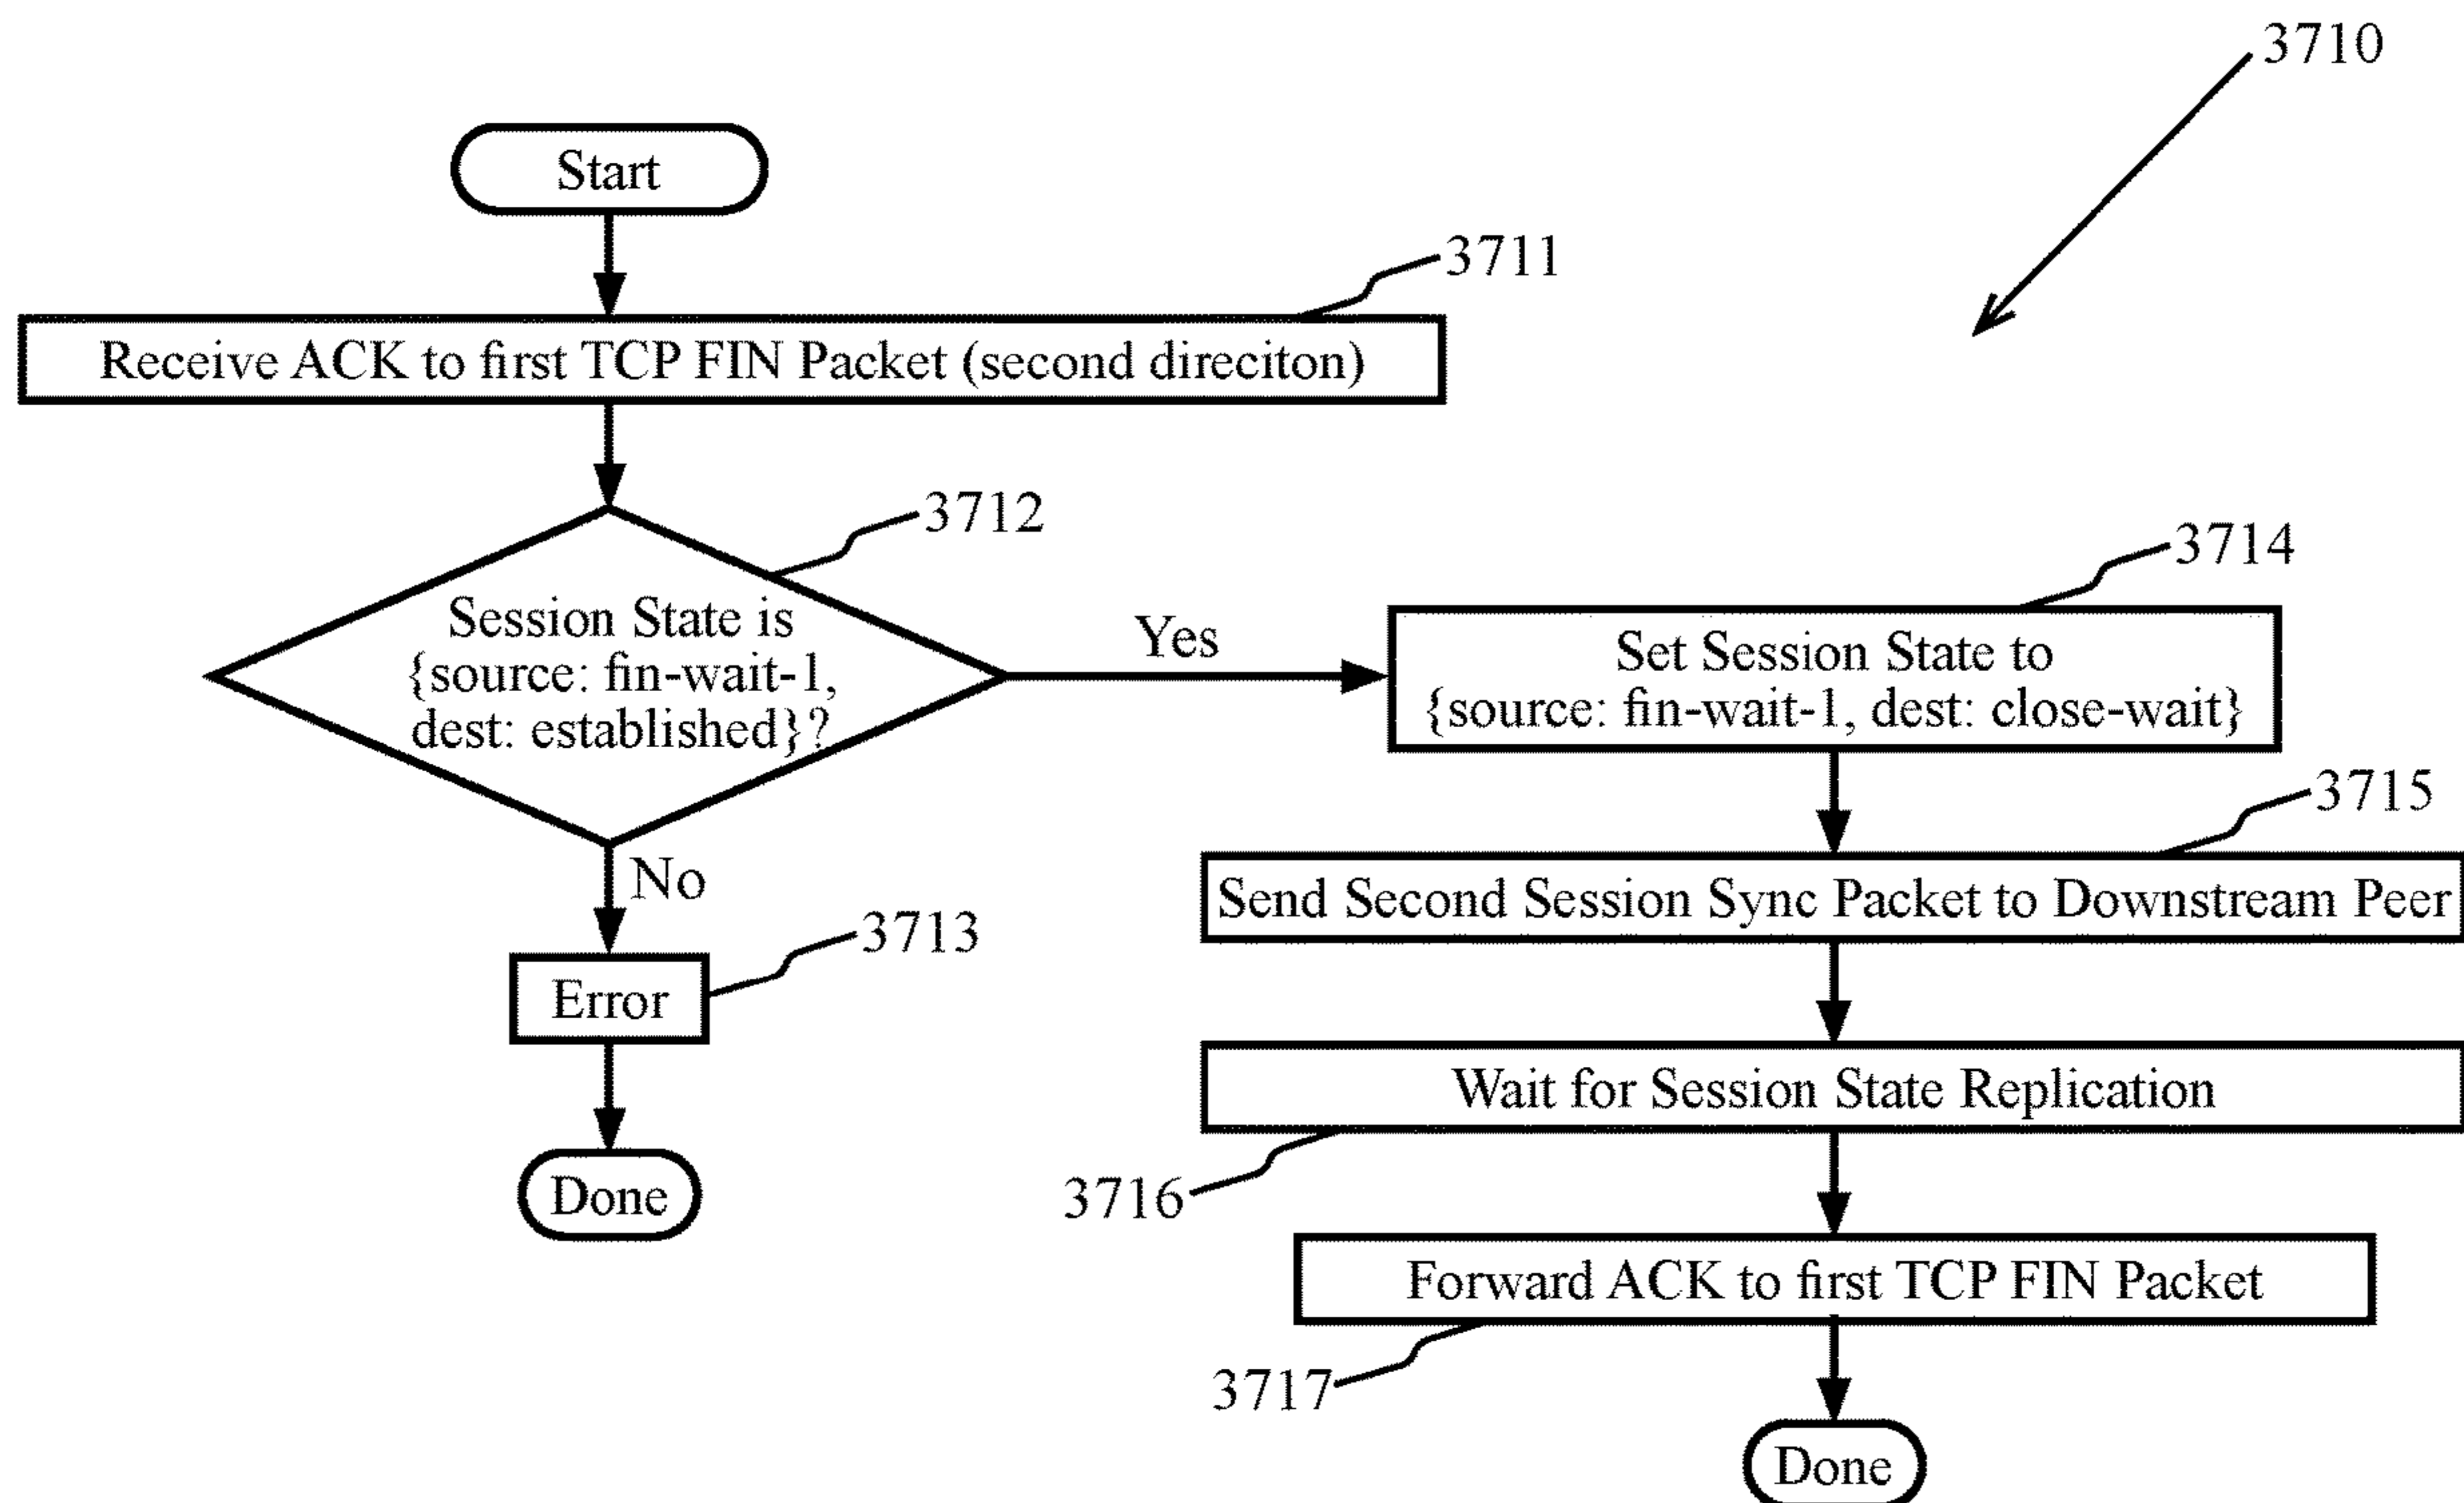 3710
Start
3711
Receive ACK to first TCP FIN Packet (second direciton)
3712
Session State is
{source: fin-wait-1,
dest: established}?
Yes
3714
Set Session State to
{source: fin-wait-1, dest: close-wait}
No
3713
Error
Done
3715
Send Second Session Sync Packet to Downstream Peer
Wait for Session State Replication
3716
Forward ACK to first TCP FIN Packet
3717
Done